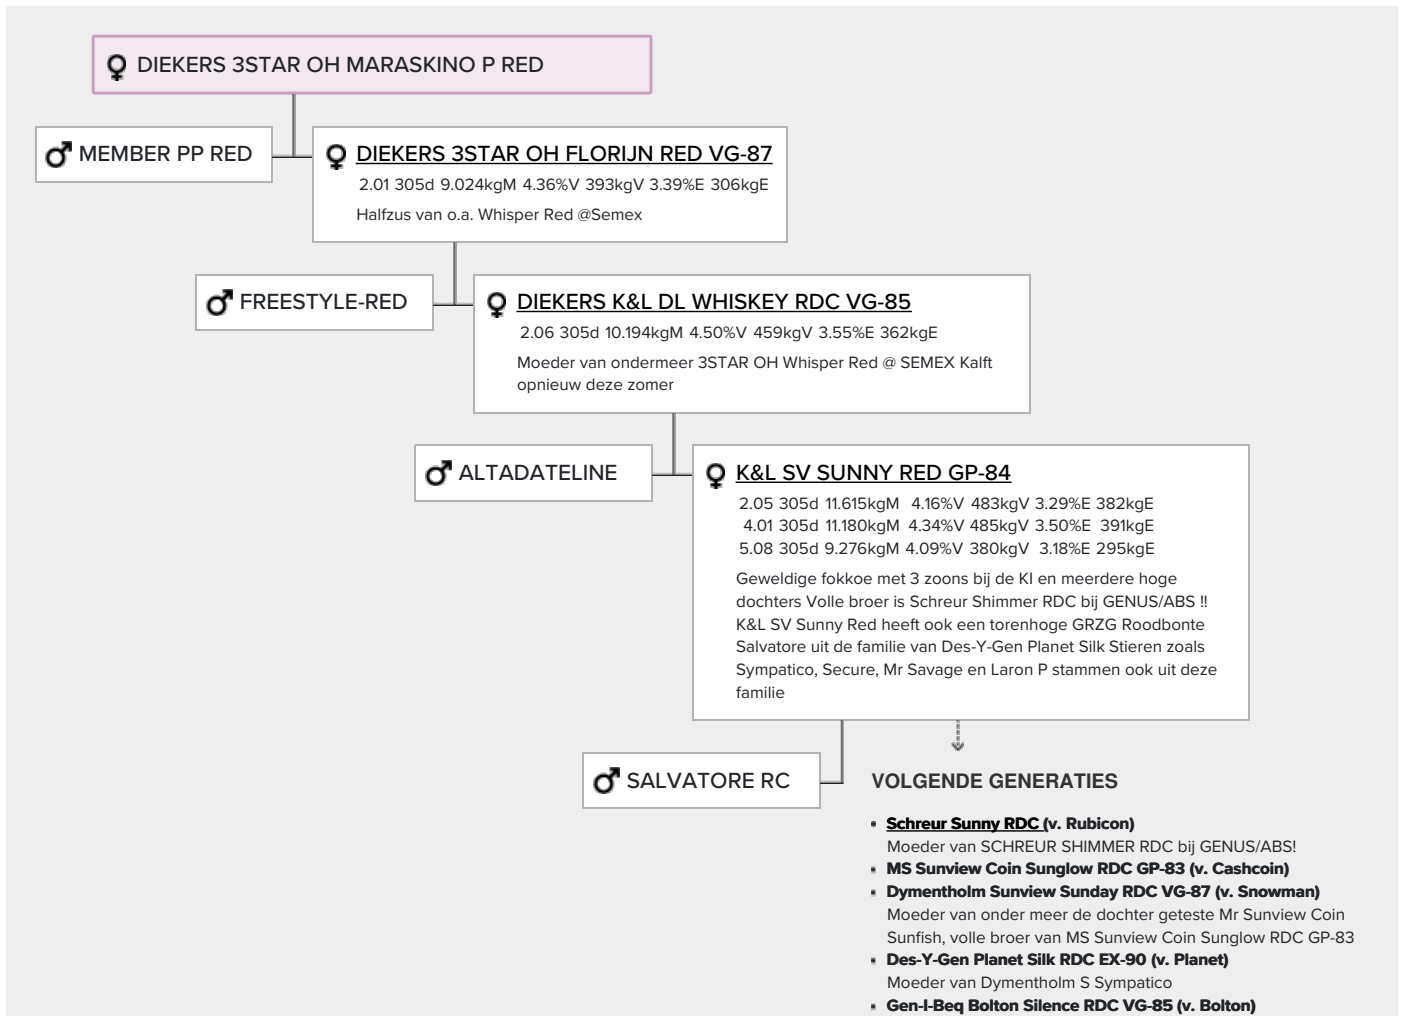 DIEKERS 3STAR OH MARASKINO P RED
MEMBER PP RED
DIEKERS 3STAR OH FLORIJN RED VG-87
2.01 305d 9.024kgM 4.36%V 393kgV 3.39%E 306kgE
Halfzus van o.a. Whisper Red @Semex
FREESTYLE-RED
DIEKERS K&L DL WHISKEY RDC VG-85
2.06 305d 10.194kgM 4.50%V 459kgV 3.55%E 362kgE
Moeder van ondermeer 3STAR OH Whisper Red @ SEMEX Kalft
opnieuw deze zomer
ALTADATELINE
K&L SV SUNNY RED GP-84
2.05 305d 11.615kgM 4.16%V 483kgV 3.29%E 382kgE
4.01 305d 11.180kgM 4.34%V 485kgV 3.50%E 391kgE
5.08 305d 9.276kgM 4.09%V 380kgV 3.18%E 295kgE
Geweldige fokkoe met 3 zoons bij de KI en meerdere hoge
dochters Volle broer is Schreur Shimmer RDC bij GENUS/ABS !!
K&L SV Sunny Red heeft ook een torenhoge GRZG Roodbonte
Salvatore uit de familie van Des-Y-Gen Planet Silk Stieren zoals
Sympatico, Secure, Mr Savage en Laron P stammen ook uit deze
familie
SALVATORE RC
VOLGENDE GENERATIES
Schreur Sunny RDC (v. Rubicon)
Moeder van SCHREUR SHIMMER RDC bij GENUS/ABS!
MS Sunview Coin Sunglow RDC GP-83 (v. Cashcoin)
Dymentholm Sunview Sunday RDC VG-87 (v. Snowman)
Moeder van onder meer de dochter geteste Mr Sunview Coin
Sunfish, volle broer van MS Sunview Coin Sunglow RDC GP-83
Des-Y-Gen Planet Silk RDC EX-90 (v. Planet)
Moeder van Dymentholm S Sympatico
Gen-I-Beq Bolton Silence RDC VG-85 (v. Bolton)